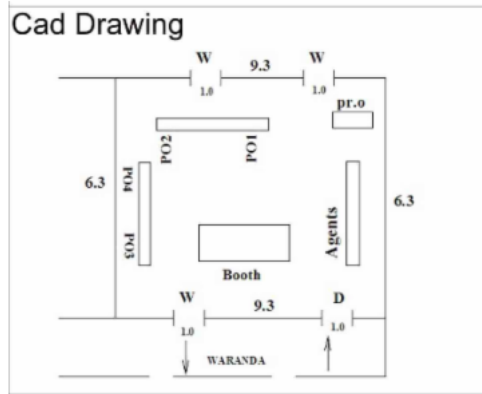 Cad Drawing
W
9.3
W
1.0
1.0
pr.o
PO2
PO1
6.3
PO4
PO3
Agents
6.3
Booth
W
9.3
D
1.0
1.0
WARANDA